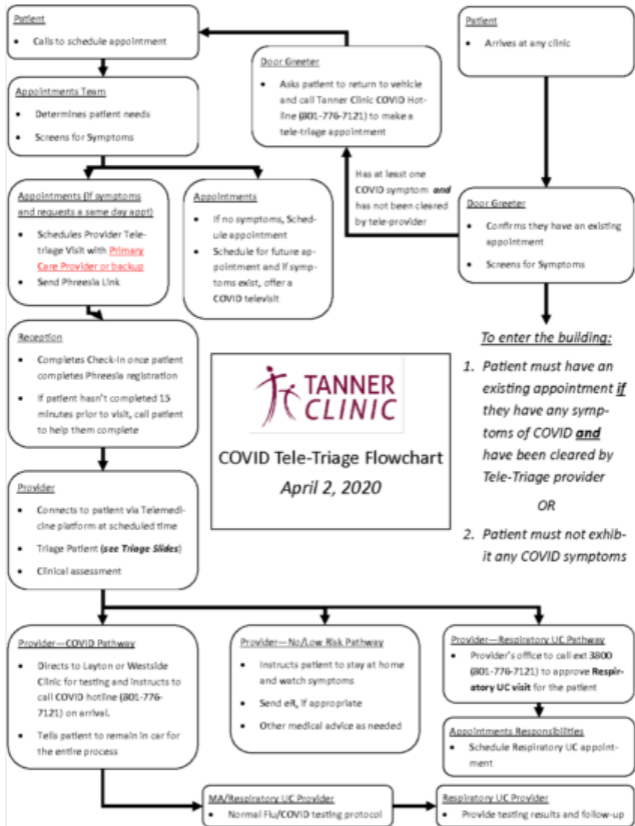 Patient
• Calls to schedule appointment
Appointments Team
• Determines patient needs
• Screens for Symptoms
Appointments (If symptoms
and requests a same day appt)
• Schedules Provider Tele-
triage Visit with Primary
Care Provider or backup
• Send Phreesia Link
Appointments
• If no symptoms, Sched-
ule appointment
• Schedule for future ap-
pointment and if symp-
toms exist, offer a
COVID televisit
Door Greeter
• Asks patient to return to vehicle
and call Tanner Clinic COVID Hot-
line (801-776-7121) to make a
tele-triage appointment
Has at least one
COVID symptom and
has not been cleared
by tele-provider
Patient
• Arrives at any clinic
Door Greeter
• Confirms they have an existing
appointment
• Screens for Symptoms
To enter the building:
1. Patient must have an
existing appointment if
they have any symp-
toms of COVID and
have been cleared by
Tele-Triage provider
OR
2. Patient must not exhib-
it any COVID symptoms
Reception
• Completes Check-In once patient
completes Phreesia registration
• If patient hasn't completed 15
minutes prior to visit, call patient
to help them complete
TANNER
CLINIC
COVID Tele-Triage Flowchart
April 2, 2020
Provider
• Connects to patient via Telemed-
icine platform at scheduled time
• Triage Patient (see Triage Slides)
• Clinical assessment
Provider—COVID Pathway
• Directs to Layton or Westside
Clinic for testing and instructs to
call COVID hotline (801-776-
7121) on arrival.
• Tells patient to remain in car for
the entire process
Provider—No/Low Risk Pathway
• Instructs patient to stay at home
and watch symptoms
• Send eR, if appropriate
• Other medical advice as needed
Provider—Respiratory UC Pathway
• Provider's office to call ext 3800
(801-776-7121) to approve Respir-
atory UC visit for the patient
Appointments Responsibilities
• Schedule Respiratory UC appoint-
ment
MA/Respiratory UC Provider
• Normal Flu/COVID testing protocol
Respiratory UC Provider
• Provide testing results and follow-up